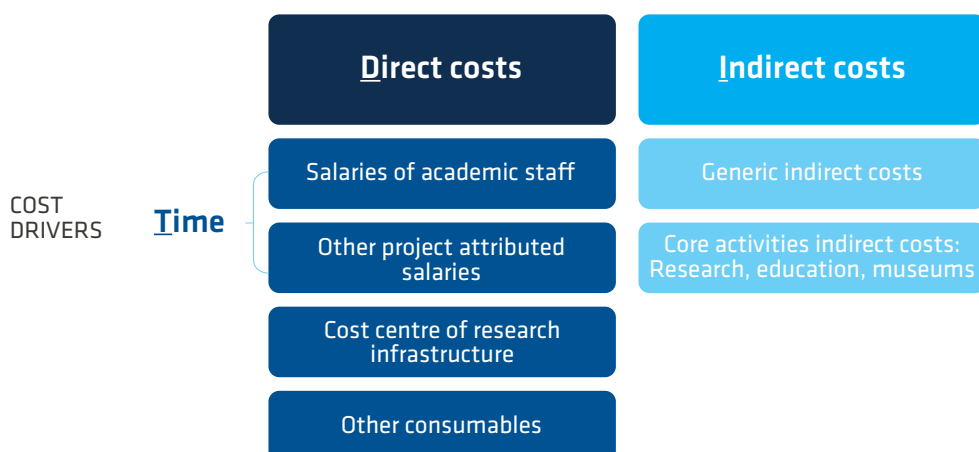 Direct costs
Indirect costs
Salaries of academic staff
Generic indirect costs
COST
DRIVERS
Time
Other project attributed
salaries
Core activities indirect costs:
Research, education, museums
Cost centre of research
infrastructure
Other consumables